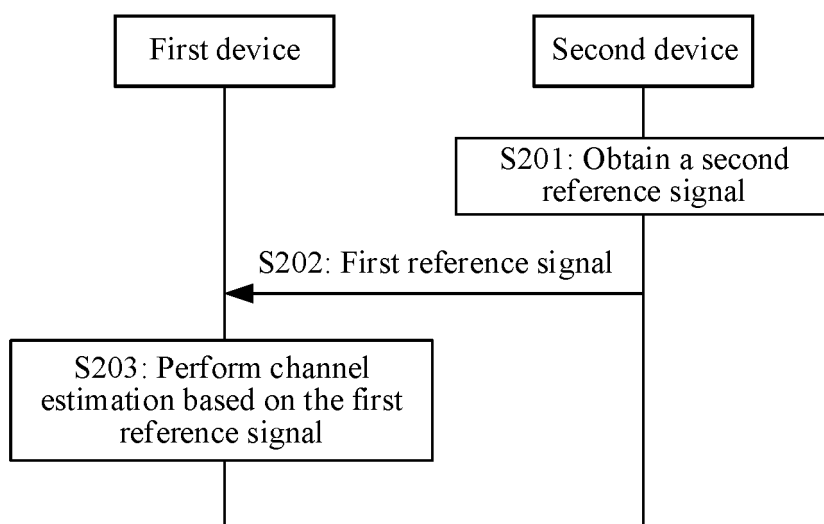 First device
Second device
S201: Obtain a second
reference signal
S202: First reference signal
S203: Perform channel
estimation based on the first
reference signal